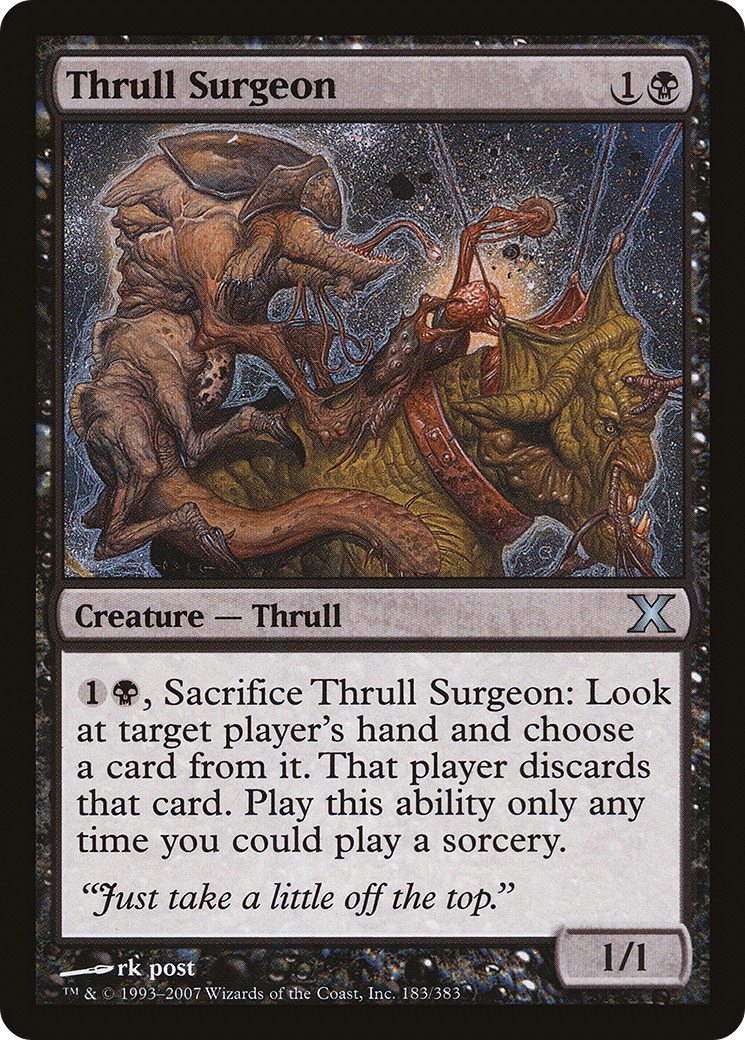 Thrull Surgeon 1
Creature — Thrull X
1, Sacrifice Thrull Surgeon: Look
at target player's hand and choose
a card from it. That player discards
that card. Play this ability only any
time you could play a sorcery.
“Just take a little off the top.”
1/1
rk post
™ & © 1993–2007 Wizards of the Coast, Inc. 183/383